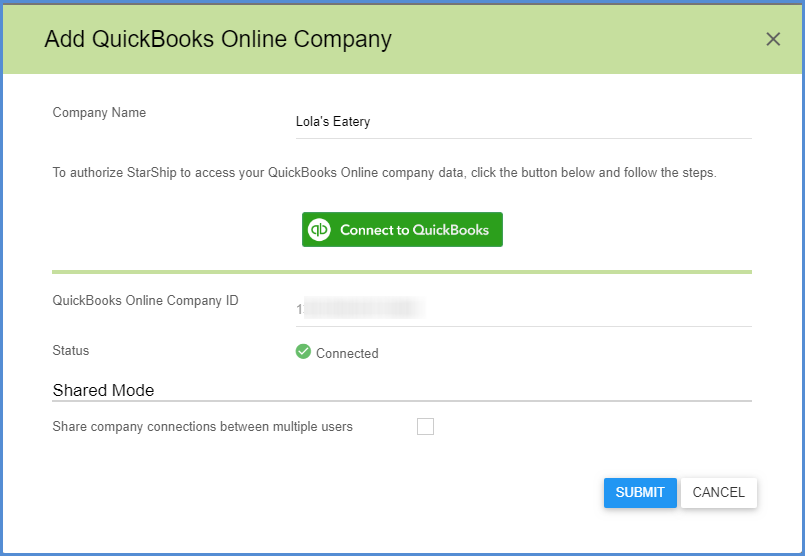 Add QuickBooks Online Company
Company Name
Lola's Eatery
To authorize StarShip to access your QuickBooks Online company data, click the button below and follow the steps.
qb Connect to QuickBooks
QuickBooks Online Company ID
Status
Connected
Shared Mode
Share company connections between multiple users
SUBMIT CANCEL